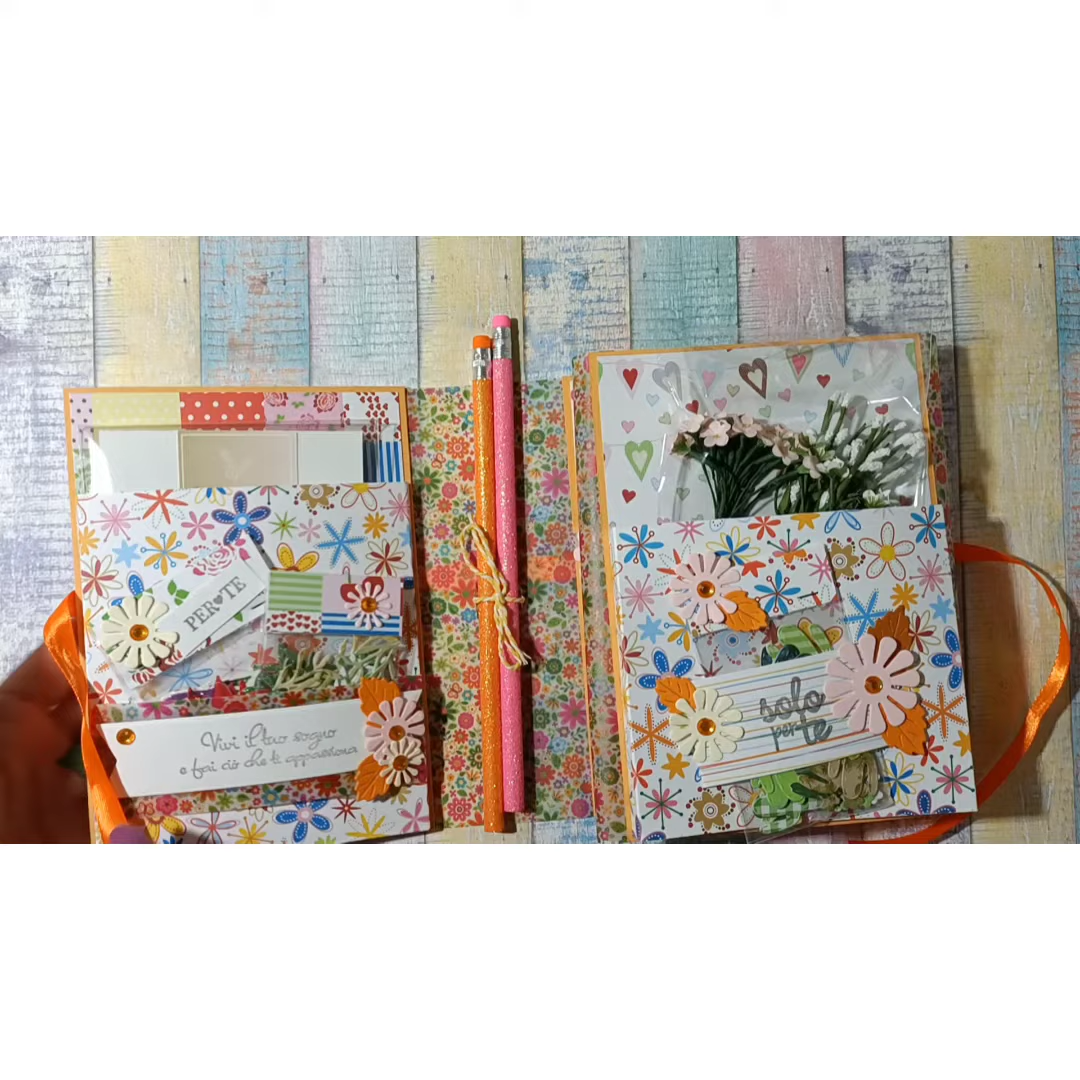 PER TE
Vivi il tuo sogno
e fai ciò che ti appassiona
solo
per te